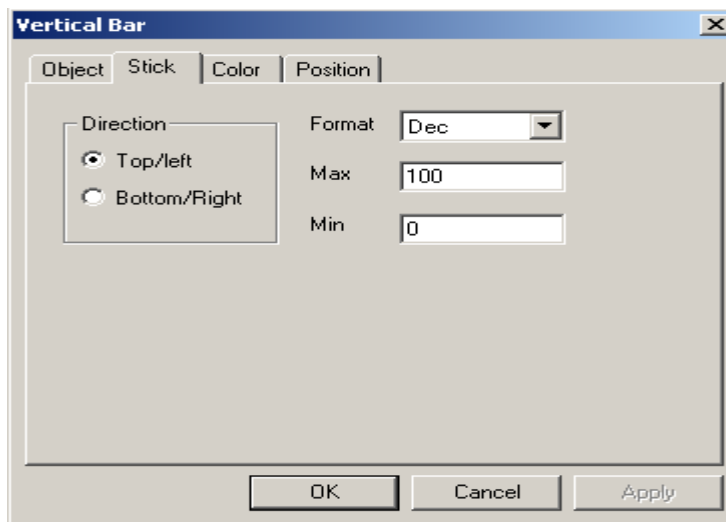 Vertical Bar
Object Stick Color Position
Direction
Top/left
Bottom/Right
Format Dec
Max 100
Min 0
OK Cancel Apply